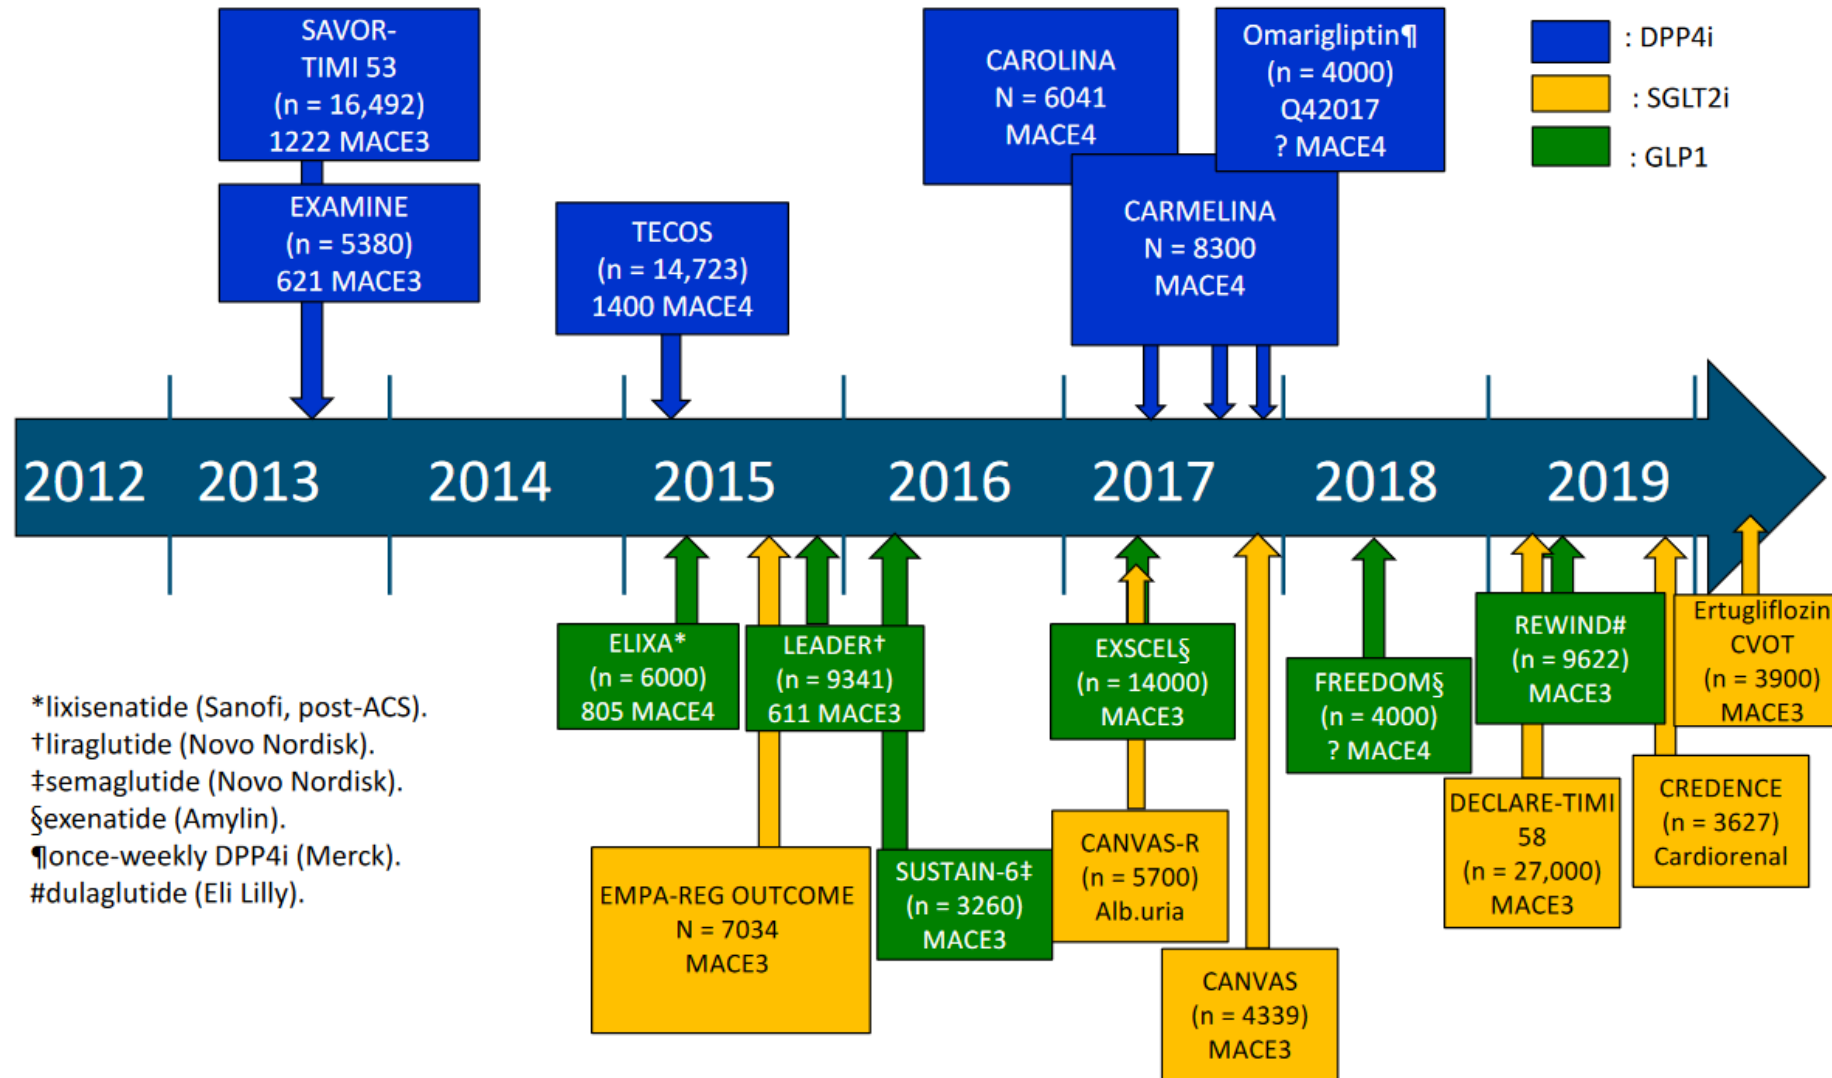 SAVOR-
TIMI 53
(n = 16,492)
1222 MACE3
EXAMINE
(n = 5380)
621 MACE3
TECOS
(n = 14,723)
1400 MACE4
CAROLINA
N = 6041
MACE4
Omarigliptin¶
(n = 4000)
Q42017
? MACE4
CARMELINA
N = 8300
MACE4
: DPP4i
: SGLT2i
: GLP1
2012
2013
2014
2015
2016
2017
2018
2019
ELIXA*
(n = 6000)
805 MACE4
LEADER†
(n = 9341)
611 MACE3
EXSCEL§
(n = 14000)
MACE3
FREEDOM§
(n = 4000)
? MACE4
REWIND#
(n = 9622)
MACE3
Ertugliflozin
CVOT
(n = 3900)
MACE3
EMPA-REG OUTCOME
N = 7034
MACE3
SUSTAIN-6‡
(n = 3260)
MACE3
CANVAS-R
(n = 5700)
Alb.uria
CANVAS
(n = 4339)
MACE3
DECLARE-TIMI
58
(n = 27,000)
MACE3
CREDENCE
(n = 3627)
Cardiorenal
*lixisenatide (Sanofi, post-ACS).
†liraglutide (Novo Nordisk).
‡semaglutide (Novo Nordisk).
§exenatide (Amylin).
¶once-weekly DPP4i (Merck).
#dulaglutide (Eli Lilly).